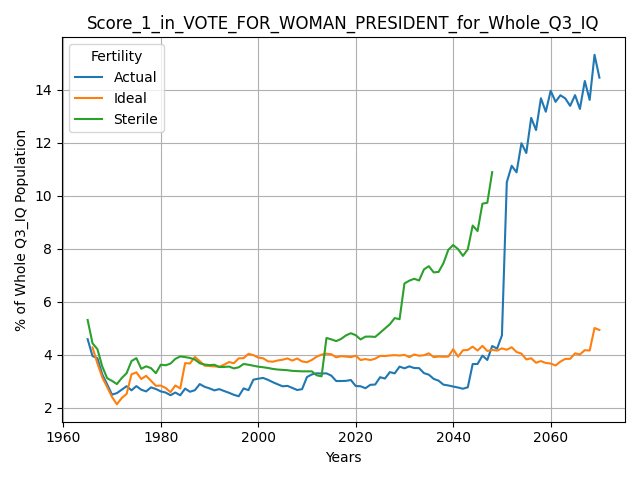 Score_1_in_VOTE_FOR_WOMAN_PRESIDENT_for_Whole_Q3_IQ
Fertility
Actual
Ideal
Sterile
% of Whole Q3_IQ Population
14
12
10
8
6
4
2
1960
1980
2000
2020
2040
2060
Years